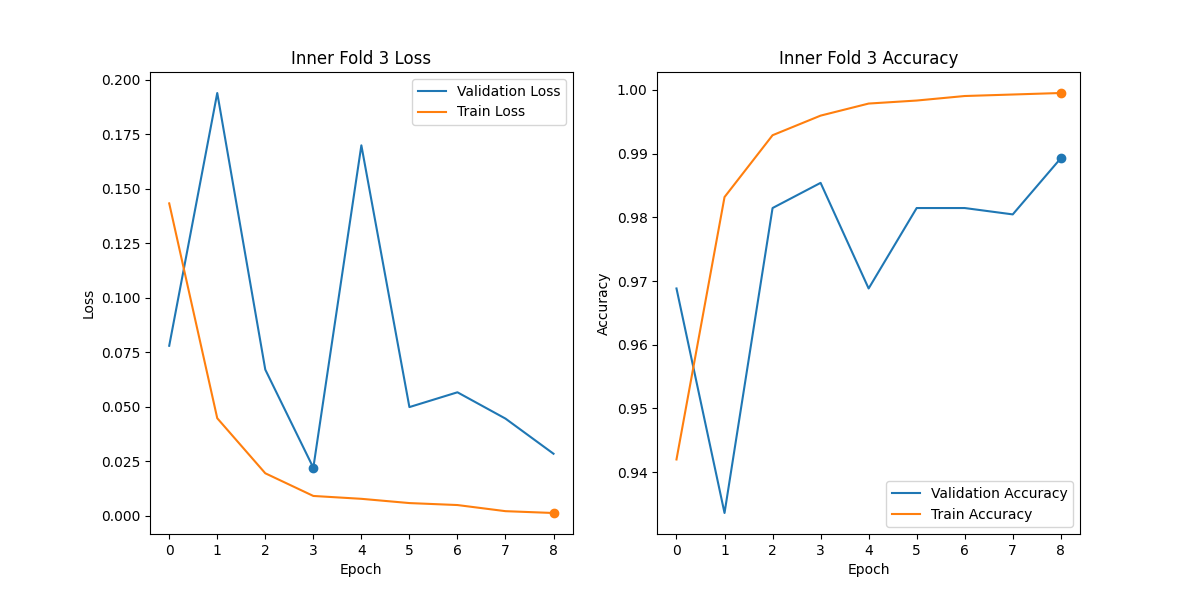 Inner Fold 3 Loss
0.200
0.175
0.150
0.125
0.100
0.075
0.050
0.025
0.000
Loss
Validation Loss
Train Loss
0 1 2 3 4 5 6 7 8
Epoch
Inner Fold 3 Accuracy
1.00
0.99
0.98
0.97
0.96
0.95
0.94
Accuracy
Validation Accuracy
Train Accuracy
0 1 2 3 4 5 6 7 8
Epoch